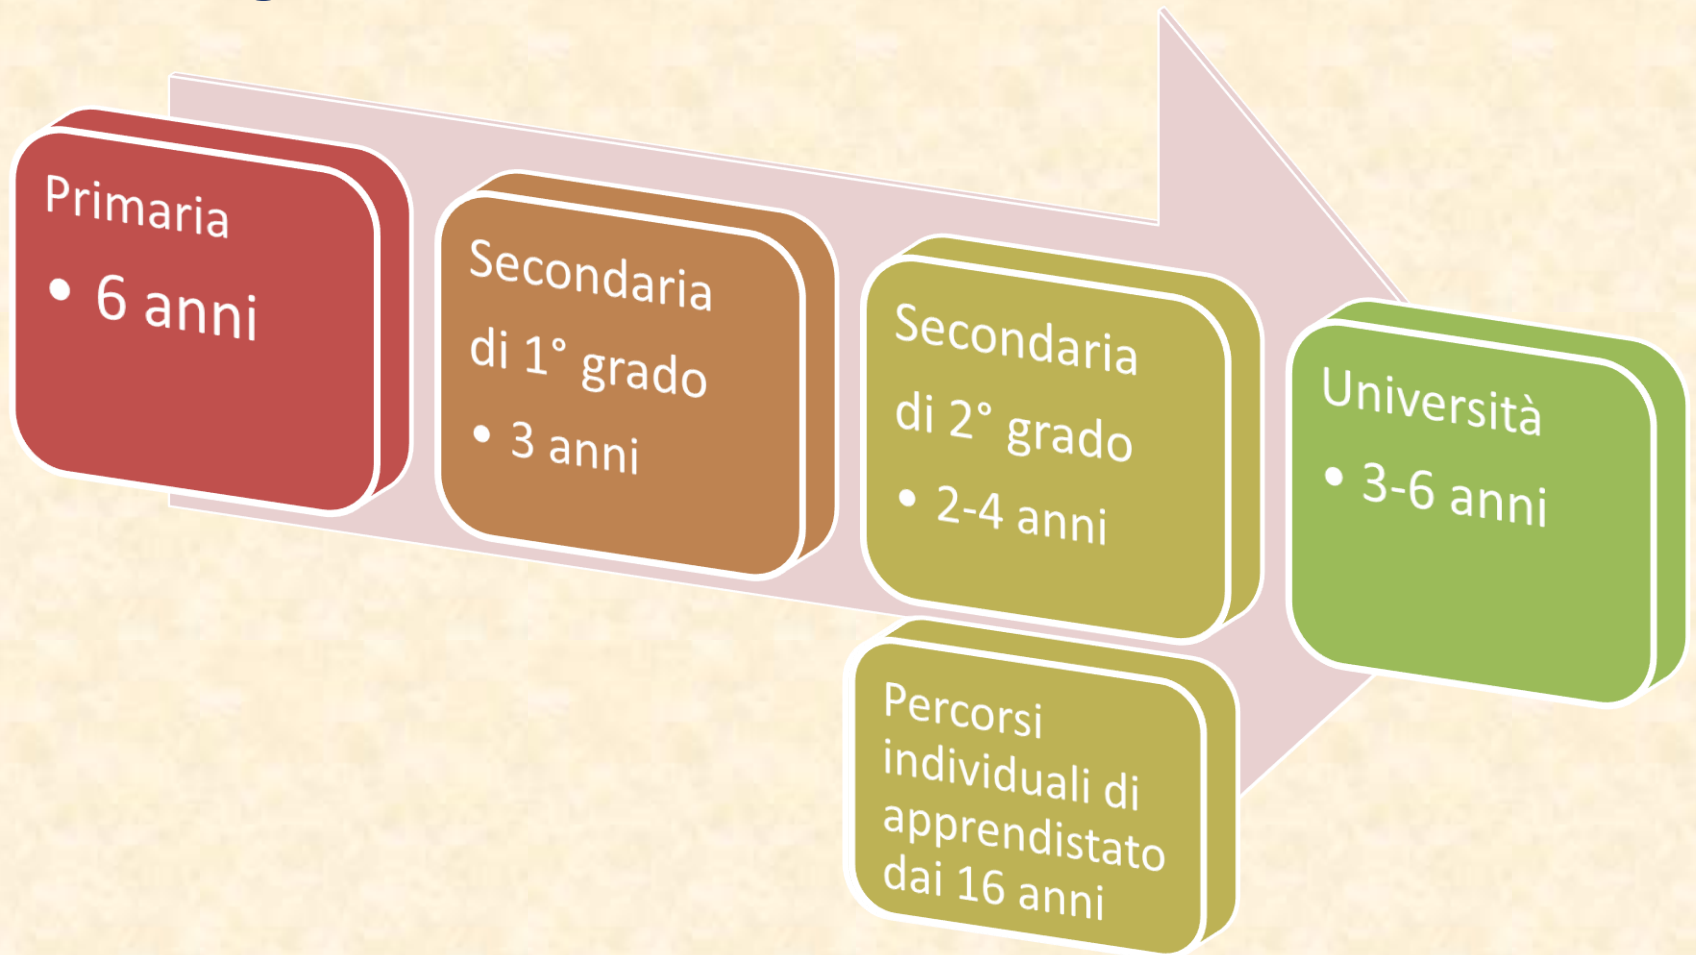 Primaria
• 6 anni
Secondaria
di 1° grado
• 3 anni
Secondaria
di 2° grado
• 2-4 anni
Università
• 3-6 anni
Percorsi
individuali di
apprendistato
dai 16 anni